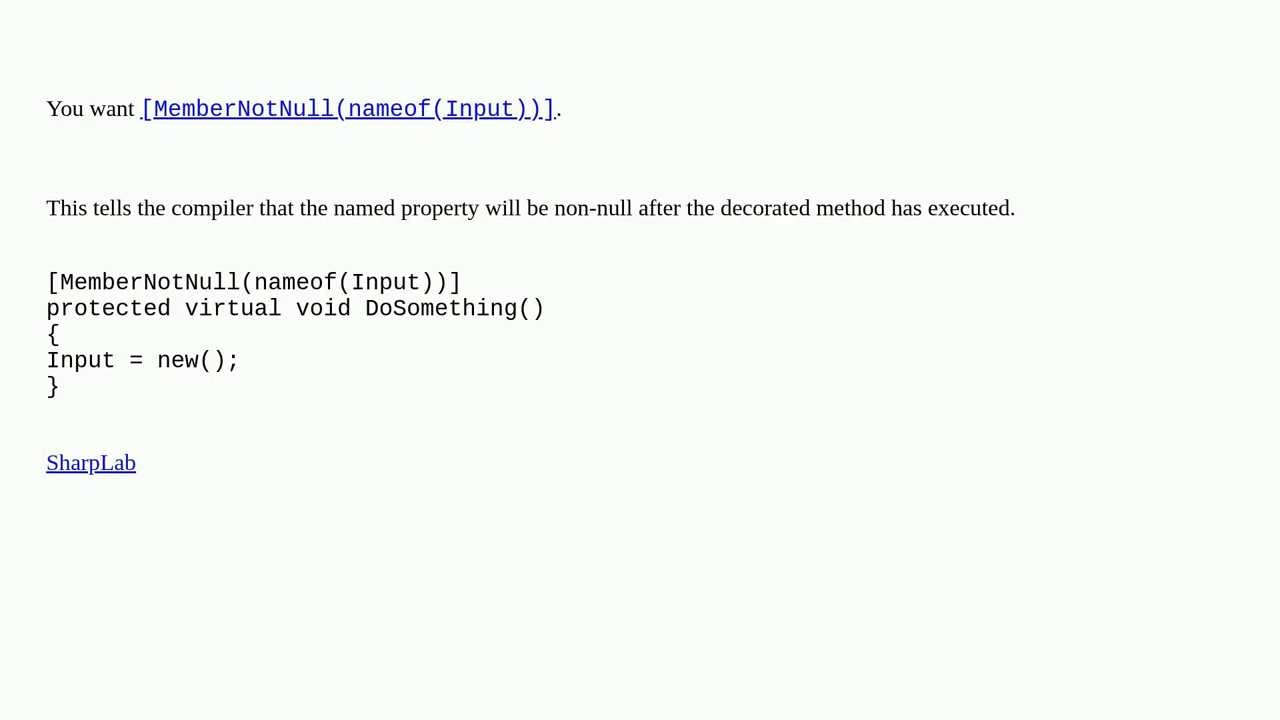 You want [MemberNotNull(nameof(Input))].
This tells the compiler that the named property will be non-null after the decorated method has executed.
[MemberNotNull(nameof(Input))]
protected virtual void DoSomething()
{
Input = new();
}
SharpLab